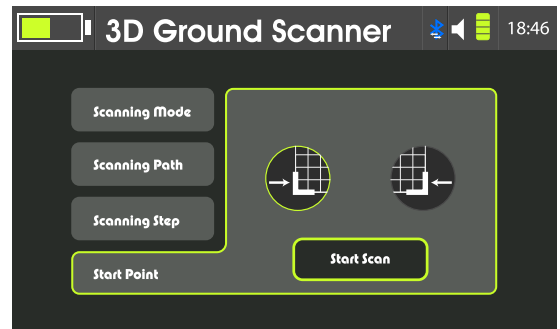 3D Ground Scanner
18:46
Scanning Mode
Scanning Path
Scanning Step
Start Point
Start Scan